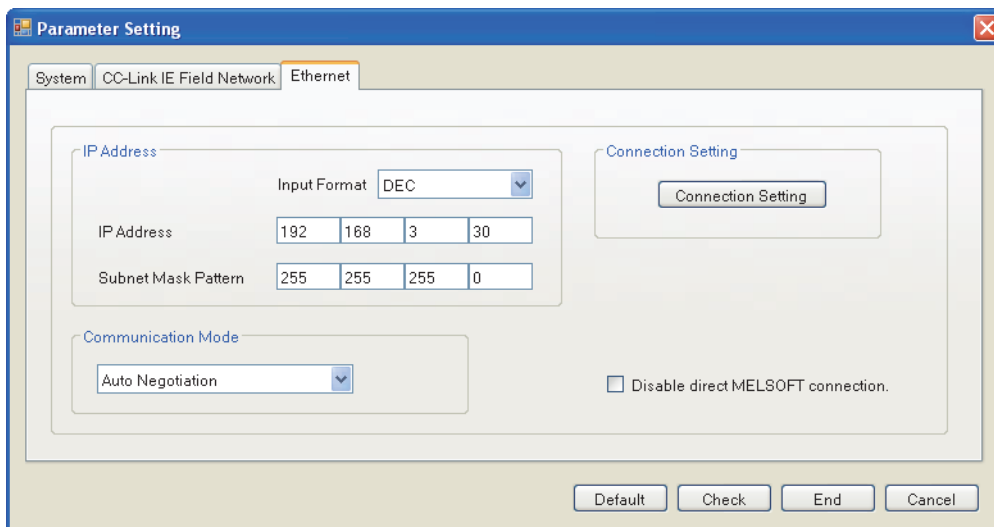 Parameter Setting
System CC-Link IE Field Network Ethernet
IP Address
Input Format DEC
IP Address 192 168 3 30
Subnet Mask Pattern 255 255 255 0
Connection Setting
Connection Setting
Communication Mode
Auto Negotiation
Disable direct MELSOFT connection.
Default Check End Cancel